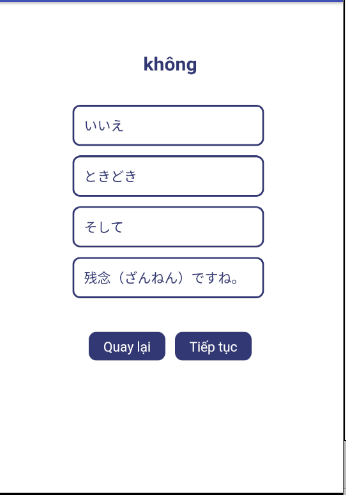 không
いいえ
ときどき
そして
残念（ざんねん）ですね。
Quay lại
Tiếp tục